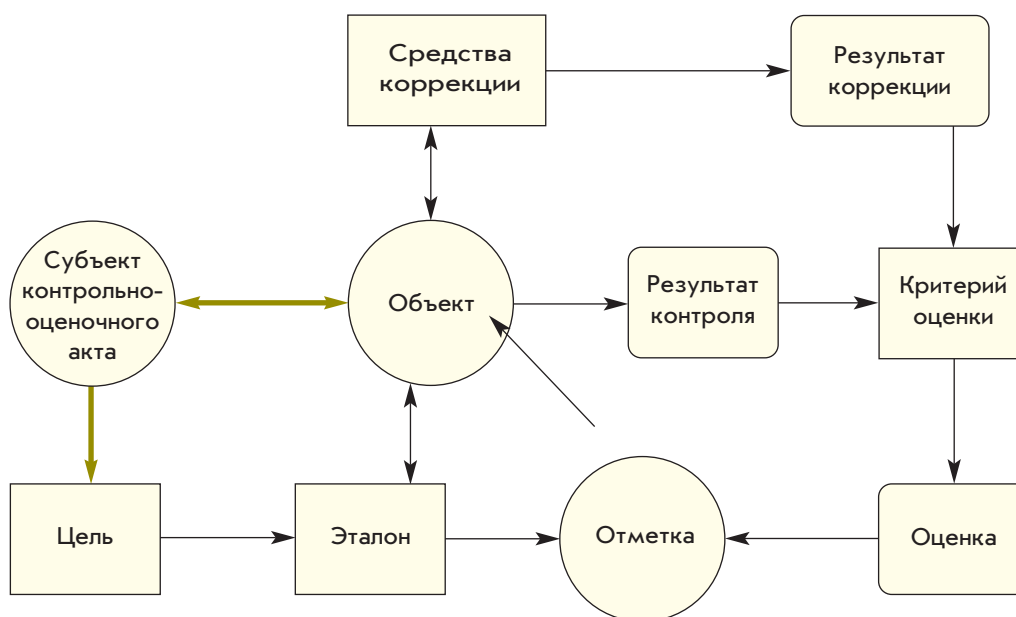 Средства
коррекции
Результат
коррекции
Субъект
контрольно-
оценочного
акта
Объект
Результат
контроля
Критерий
оценки
Цель
Эталон
Отметка
Оценка